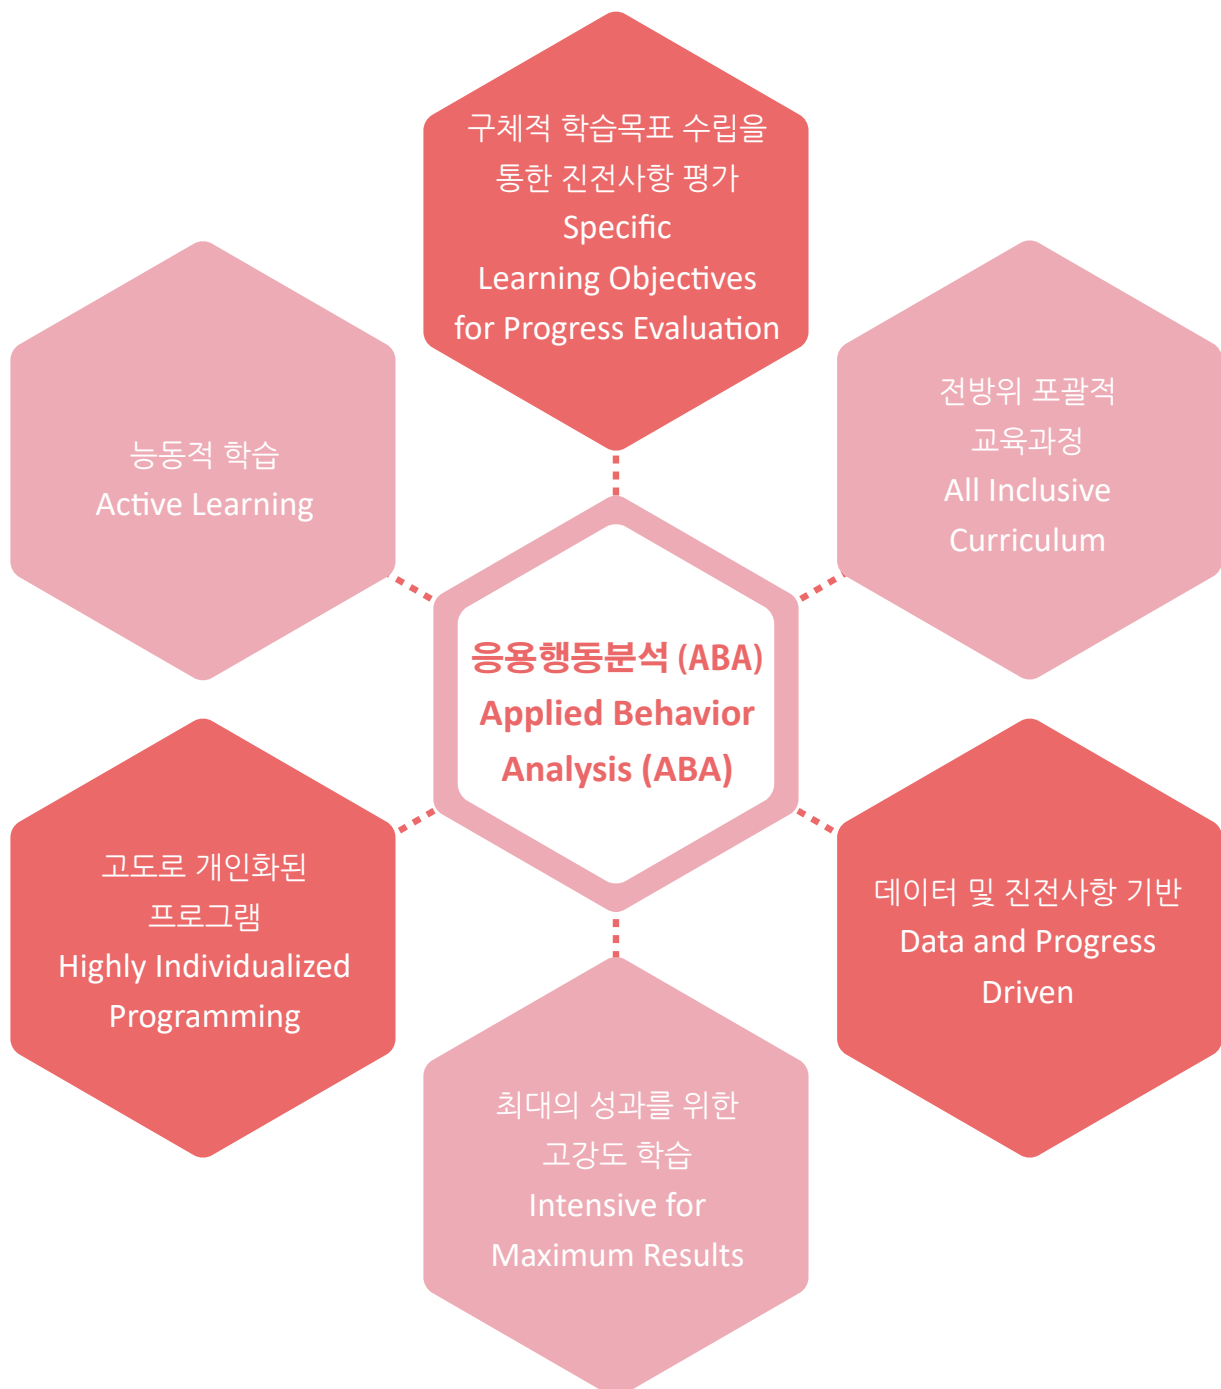 구체적 학습목표 수립을
통한 진전사항 평가
Specific
Learning Objectives
for Progress Evaluation
능동적 학습
Active Learning
전방위 포괄적
교육과정
All Inclusive
Curriculum
응용행동분석 (ABA)
Applied Behavior
Analysis (ABA)
고도로 개인화된
프로그램
Highly Individualized
Programming
데이터 및 진전사항 기반
Data and Progress
Driven
최대의 성과를 위한
고강도 학습
Intensive for
Maximum Results